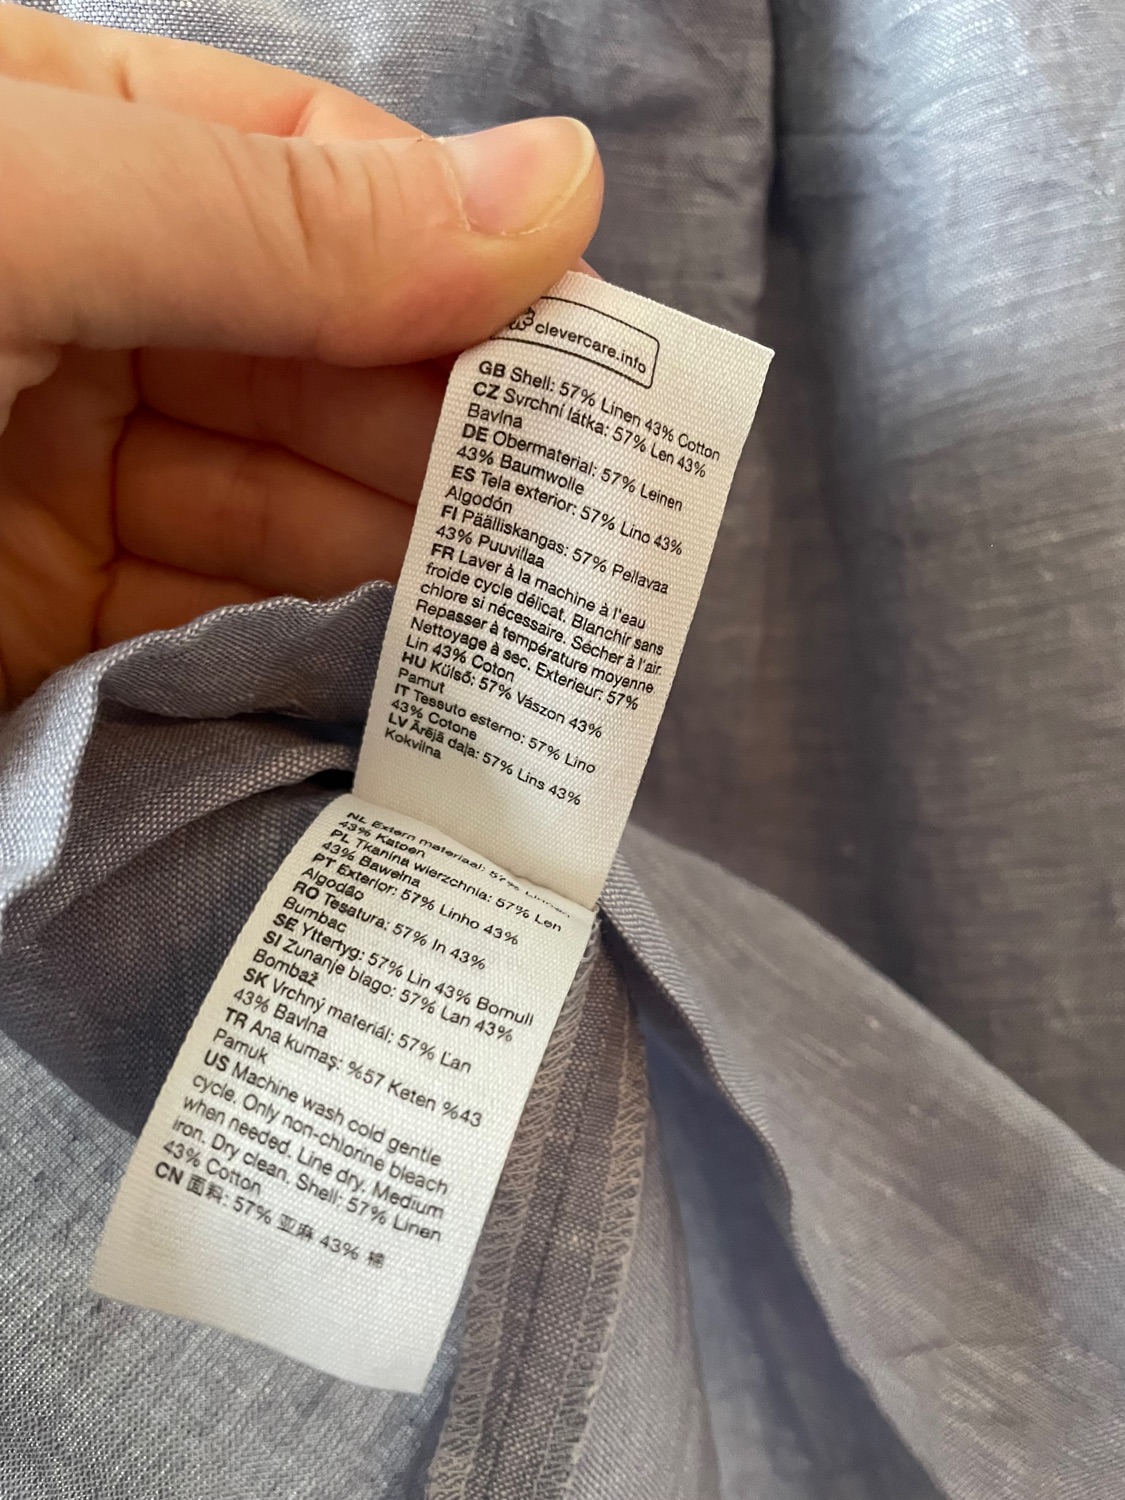 clevercare.info
GB Shell: 57% Linen 43% Cotton
CZ Svrchní látka: 57% Len 43%
Bavlna
DE Obermaterial: 57% Leinen
43% Baumwolle
ES Tela exterior: 57% Lino 43%
Algodón
FI Päälliskangas: 57% Pellavaa
43% Puuvillaa
FR Laver à la machine à l'eau
froide cycle délicat. Blanchir sans
chlore si nécessaire. Sécher à l'air.
Repasser à température moyenne
Nettoyage à sec. Exterieur: 57%
Lin 43% Coton
HU Külső: 57% Vászon 43%
Pamut
IT Tessuto esterno: 57% Lino
43% Cotone
LV Ārējā daļa: 57% Lins 43%
Kokvilna
NL Extern materiaal: 57% Linnen
43% Katoen
PL Tkanina wierzchnia: 57% Len
43% Bawełna
PT Exterior: 57% Linho 43%
Algodão
RO Tesatura: 57% In 43%
Bumbac
SE Yttertyg: 57% Lin 43% Bomull
SI Zunanje blago: 57% Lan 43%
Bombaž
SK Vrchný materiál: 57% Ľan
43% Bavlna
TR Ana kumaş: %57 Keten %43
Pamuk
US Machine wash cold gentle
cycle. Only non-chlorine bleach
when needed. Line dry. Medium
iron. Dry clean. Shell: 57% Linen
43% Cotton
CN 面料: 57% 亚麻 43% 棉